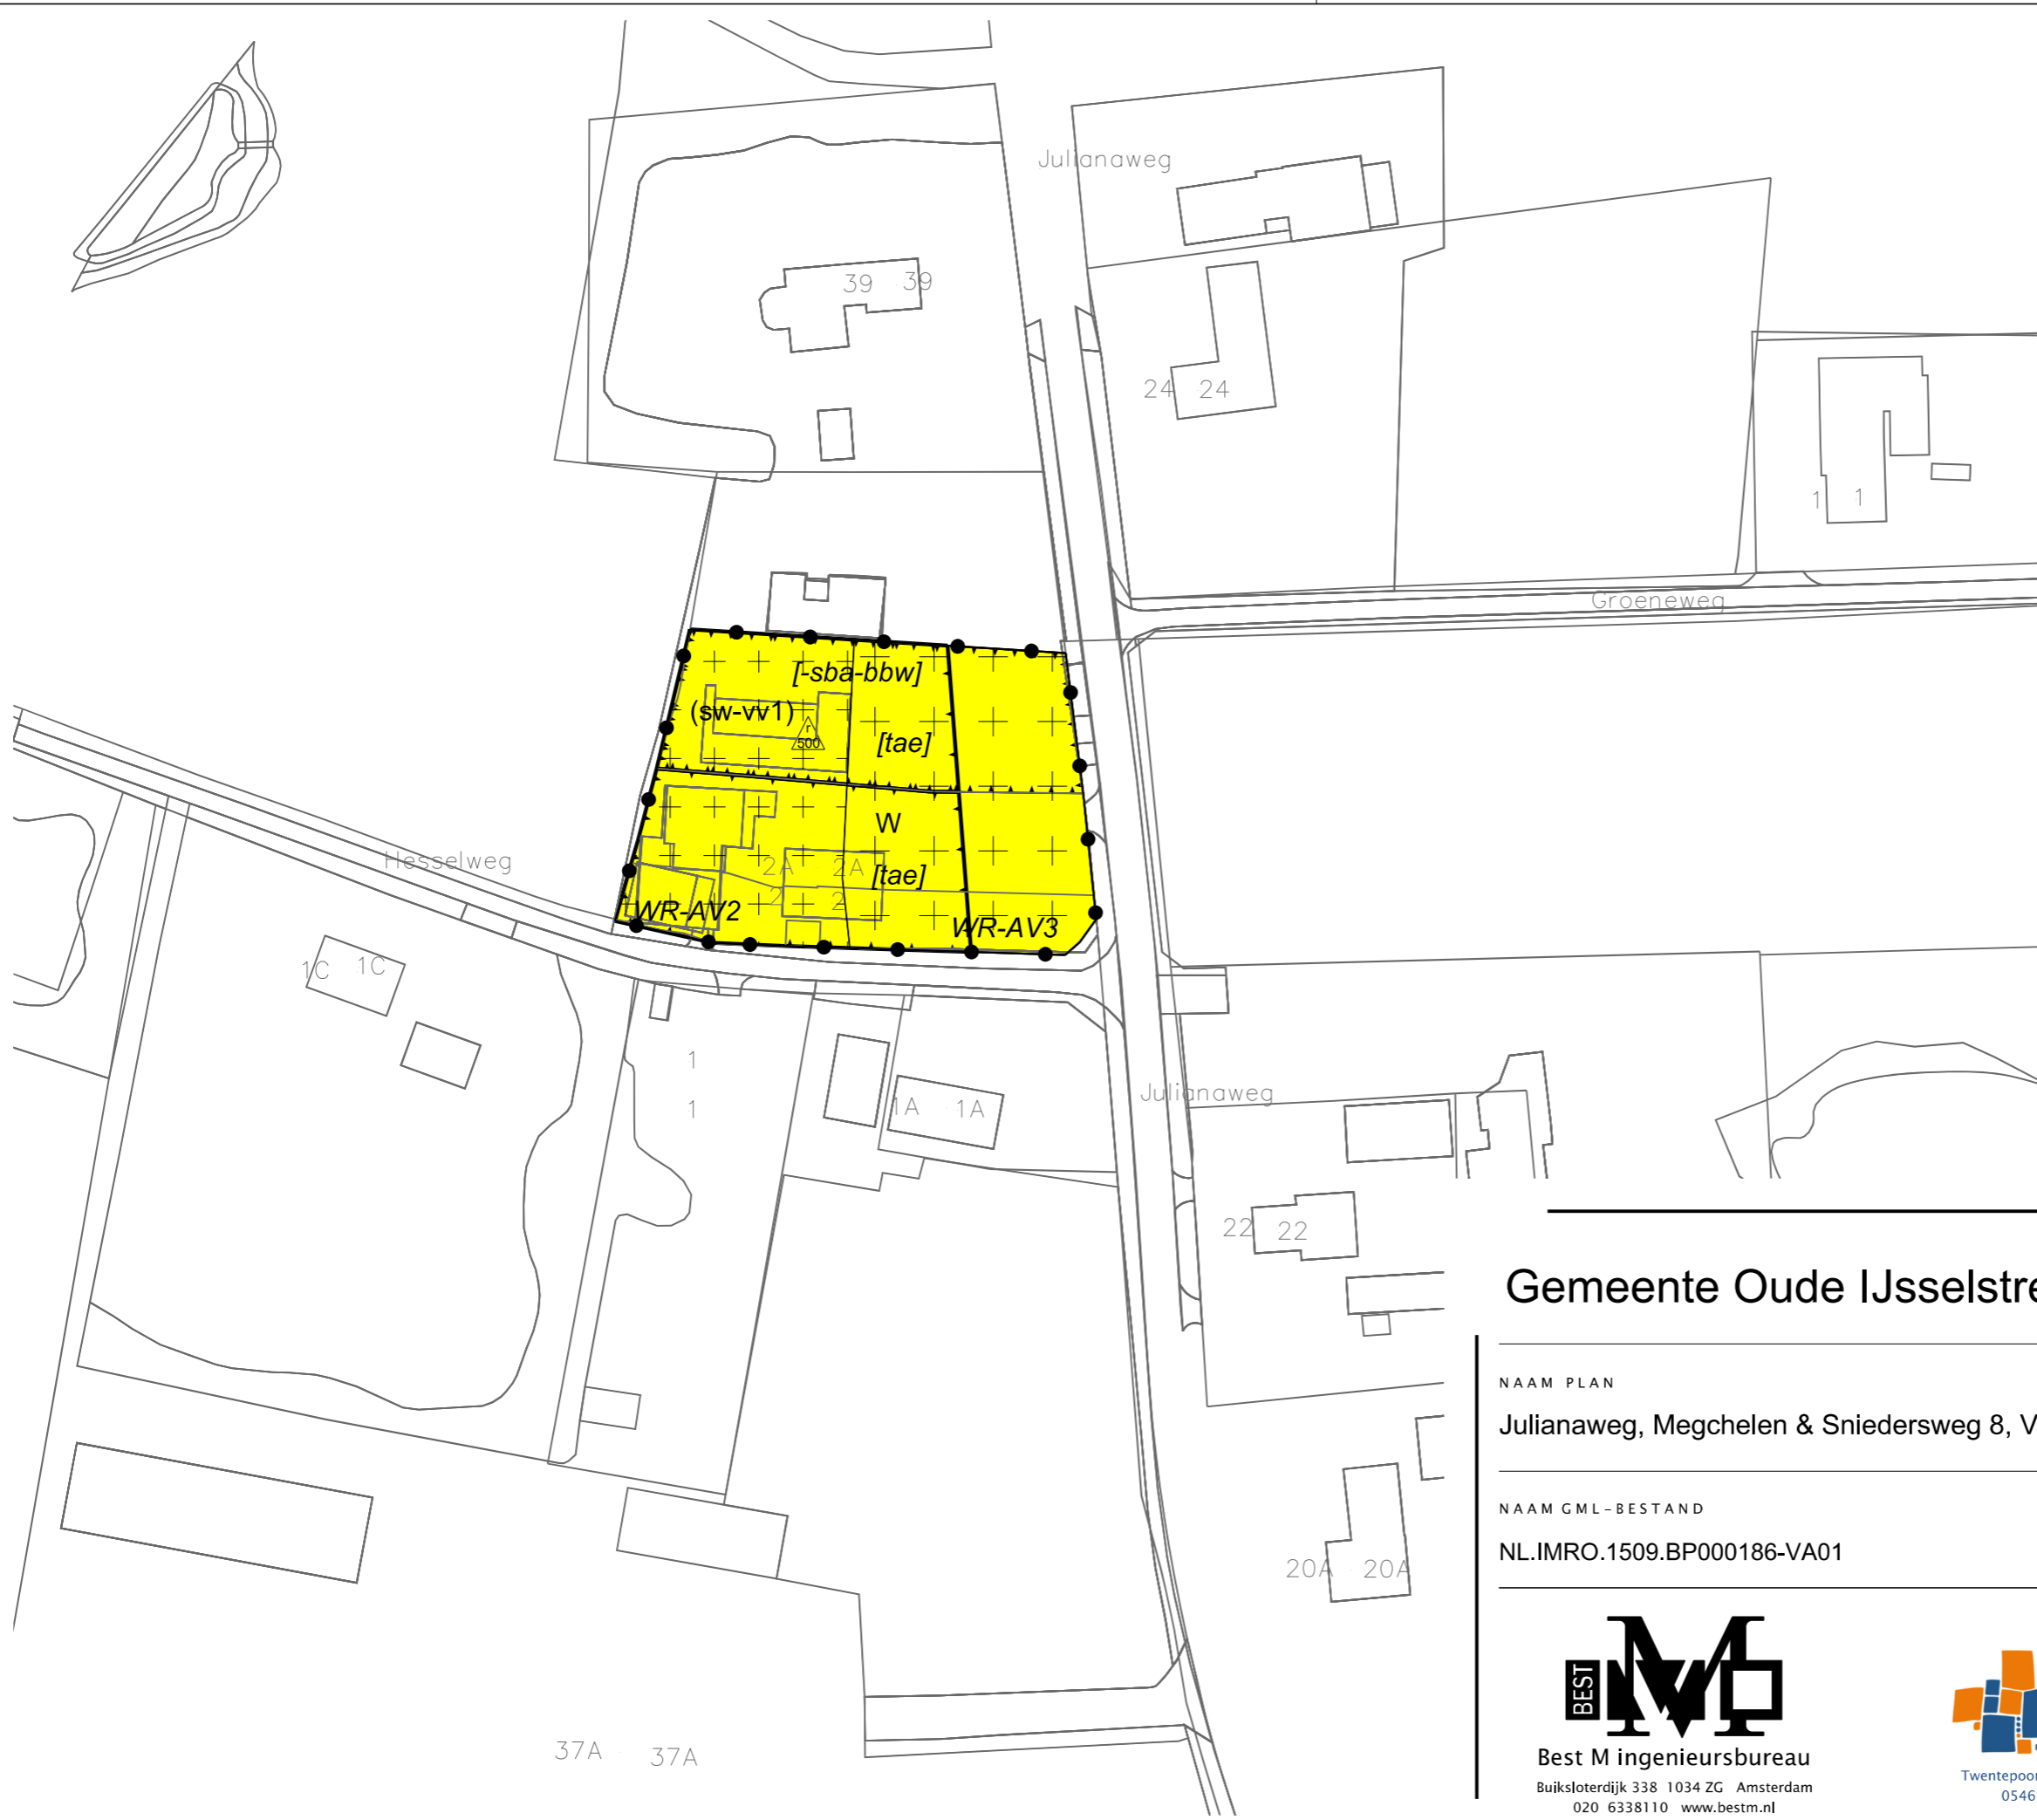 Julianaweg
39 39
24 24
1 1
Groeneweg
[-sba-bbw]
(sw-vv1)
r
500
[tae]
W
Hesselweg
2A 2A
[tae]
2 2
WR-AV2
WR-AV3
1C 1C
1
1
1A 1A
Julianaweg
22 22
Gemeente Oude IJsselstre
NAAM PLAN
Julianaweg, Megchelen & Sniedersweg 8, V
NAAM GML-BESTAND
NL.IMRO.1509.BP000186-VA01
20A 20A
37A 37A
BEST
M
Best M ingenieursbureau
Buiksloterdijk 338 1034 ZG Amsterdam
020 6338110 www.bestm.nl
Twentepoor
0546